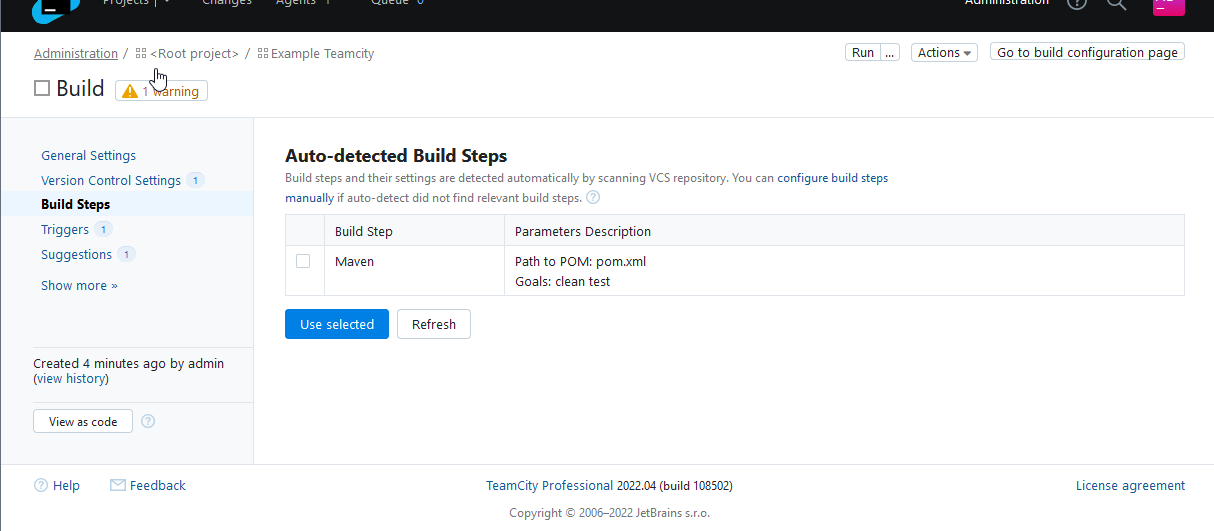 Projects
Changes
Agents 1
Queue 0
Administration
Administration / <Root project> / Example Teamcity
Run ... Actions Go to build configuration page
Build 1 warning
General Settings
Version Control Settings 1
Build Steps
Triggers 1
Suggestions 1
Show more »
Created 4 minutes ago by admin
(view history)
View as code ?
Auto-detected Build Steps
Build steps and their settings are detected automatically by scanning VCS repository. You can configure build steps
manually if auto-detect did not find relevant build steps. ?
Build Step Parameters Description
Maven Path to POM: pom.xml
Goals: clean test
Use selected Refresh
? Help Feedback TeamCity Professional 2022.04 (build 108502) License agreement
Copyright © 2006–2022 JetBrains s.r.o.